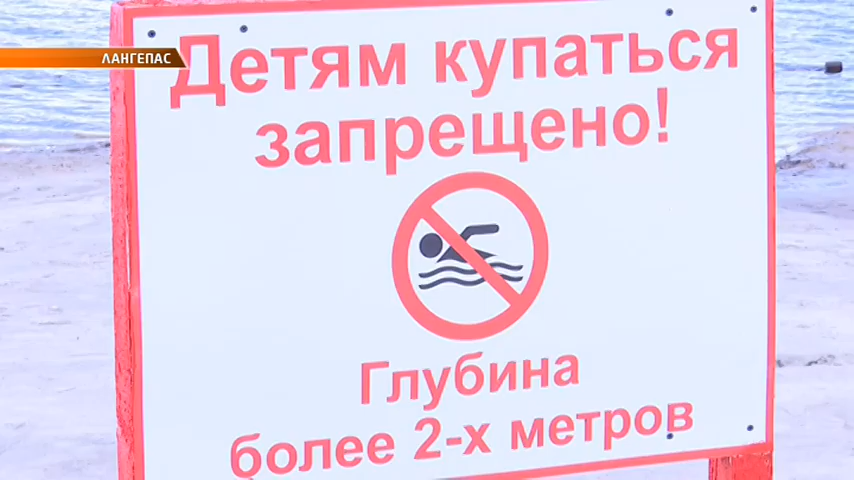 ЛАНГЕПАС
Детям купаться
запрещено!
Глубина
более 2-х метров